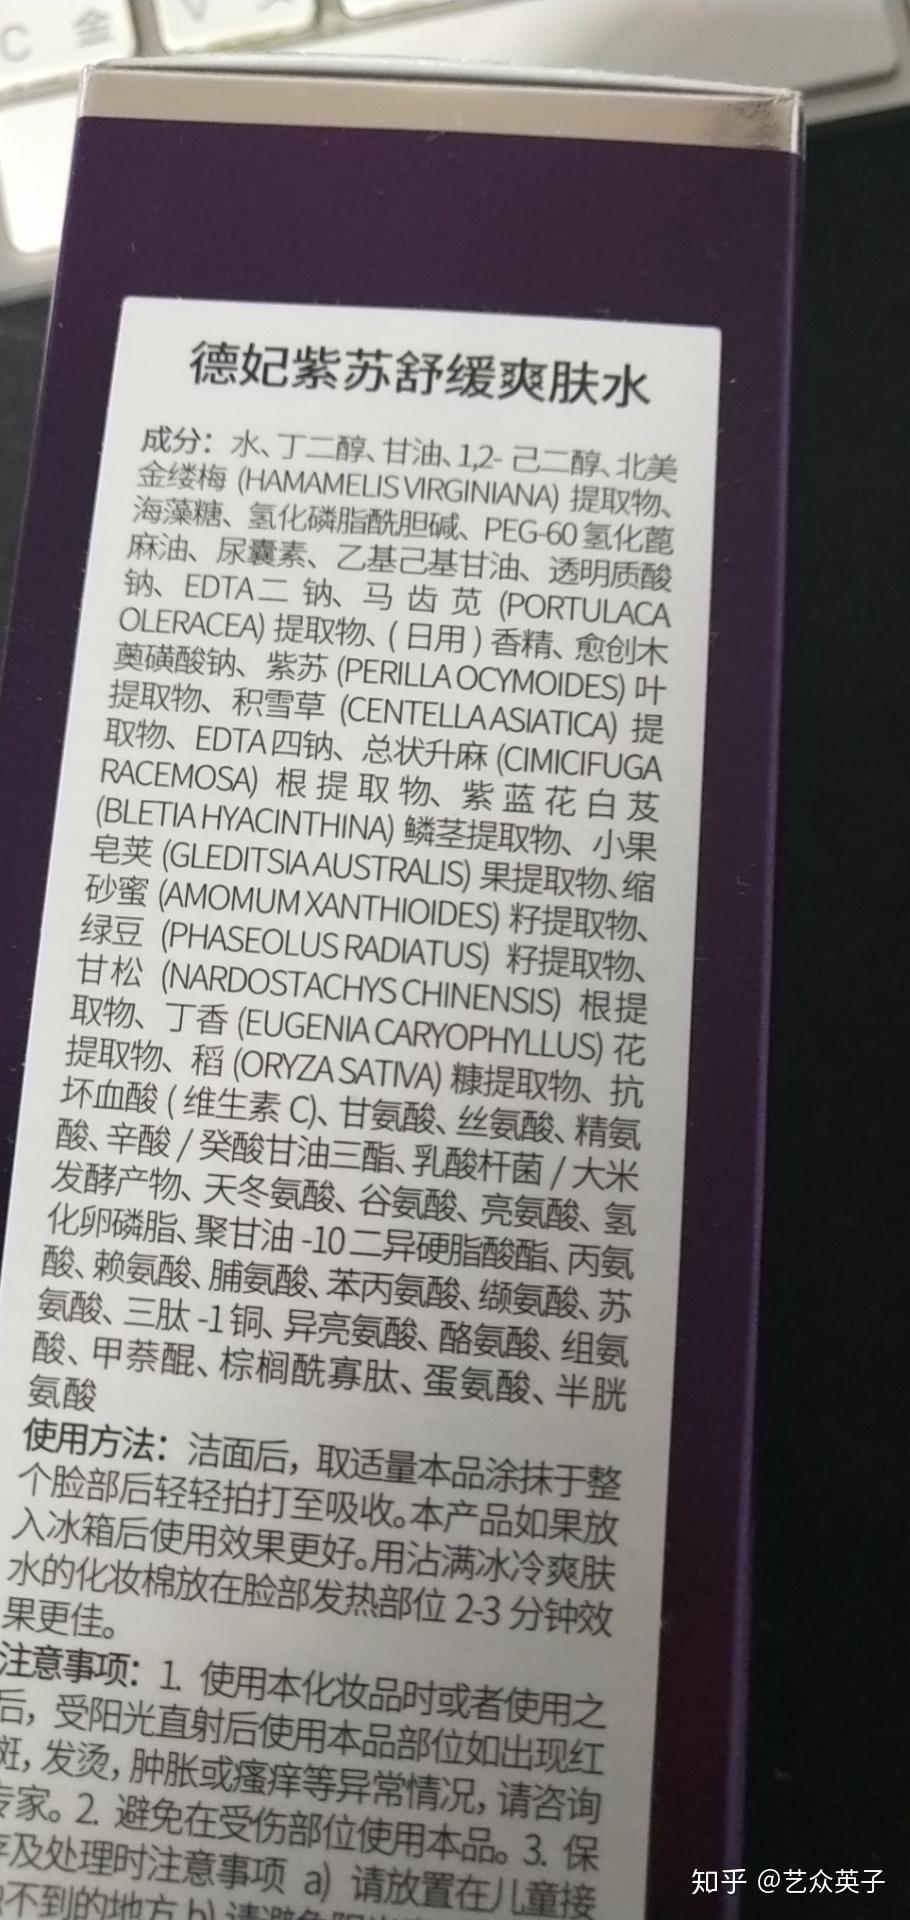 C 含
V
德妃紫苏舒缓爽肤水
成分：水、丁二醇、甘油、1,2- 己二醇、北美
金缕梅 (HAMAMELIS VIRGINIANA) 提取物、
海藻糖、氢化磷脂酰胆碱、PEG-60 氢化蓖
麻油、尿囊素、乙基己基甘油、透明质酸
钠、EDTA二 钠、马 齿 苋 (PORTULACA
OLERACEA) 提取物、( 日用 ) 香精、愈创木
薁磺酸钠、紫苏 (PERILLA OCYMOIDES) 叶
提取物、积雪草 (CENTELLA ASIATICA) 提
取物、EDTA 四钠、总状升麻 (CIMICIFUGA
RACEMOSA) 根 提 取 物、紫 蓝 花 白 芨
(BLETIA HYACINTHINA) 鳞茎提取物、小果
皂荚 (GLEDITSIA AUSTRALIS) 果提取物、缩
砂蜜 (AMOMUM XANTHIOIDES) 籽提取物、
绿豆 (PHASEOLUS RADIATUS) 籽提取物、
甘松 (NARDOSTACHYS CHINENSIS) 根提
取物、丁香 (EUGENIA CARYOPHYLLUS) 花
提取物、稻 (ORYZA SATIVA) 糠提取物、抗
坏血酸 ( 维生素 C)、甘氨酸、丝氨酸、精氨
酸、辛酸 / 癸酸甘油三酯、乳酸杆菌 / 大米
发酵产物、天冬氨酸、谷氨酸、亮氨酸、氢
化卵磷脂、聚甘油 -10 二异硬脂酸酯、丙氨
酸、赖氨酸、脯氨酸、苯丙氨酸、缬氨酸、苏
氨酸、三肽 -1 铜、异亮氨酸、酪氨酸、组氨
酸、甲萘醌、棕榈酰寡肽、蛋氨酸、半胱
氨酸
使用方法：洁面后，取适量本品涂抹于整
个脸部后轻轻拍打至吸收。本产品如果放
入冰箱后使用效果更好。用沾满冰冷爽肤
水的化妆棉放在脸部发热部位 2-3 分钟效
果更佳。
注意事项：1. 使用本化妆品时或者使用之
后，受阳光直射后使用本品部位如出现红
斑，发烫，肿胀或瘙痒等异常情况，请咨询
专家。2. 避免在受伤部位使用本品。3. 保
存及处理时注意事项 a) 请放置在儿童接
触不到的地方 b) 请避免阳光
知乎 @艺众英子